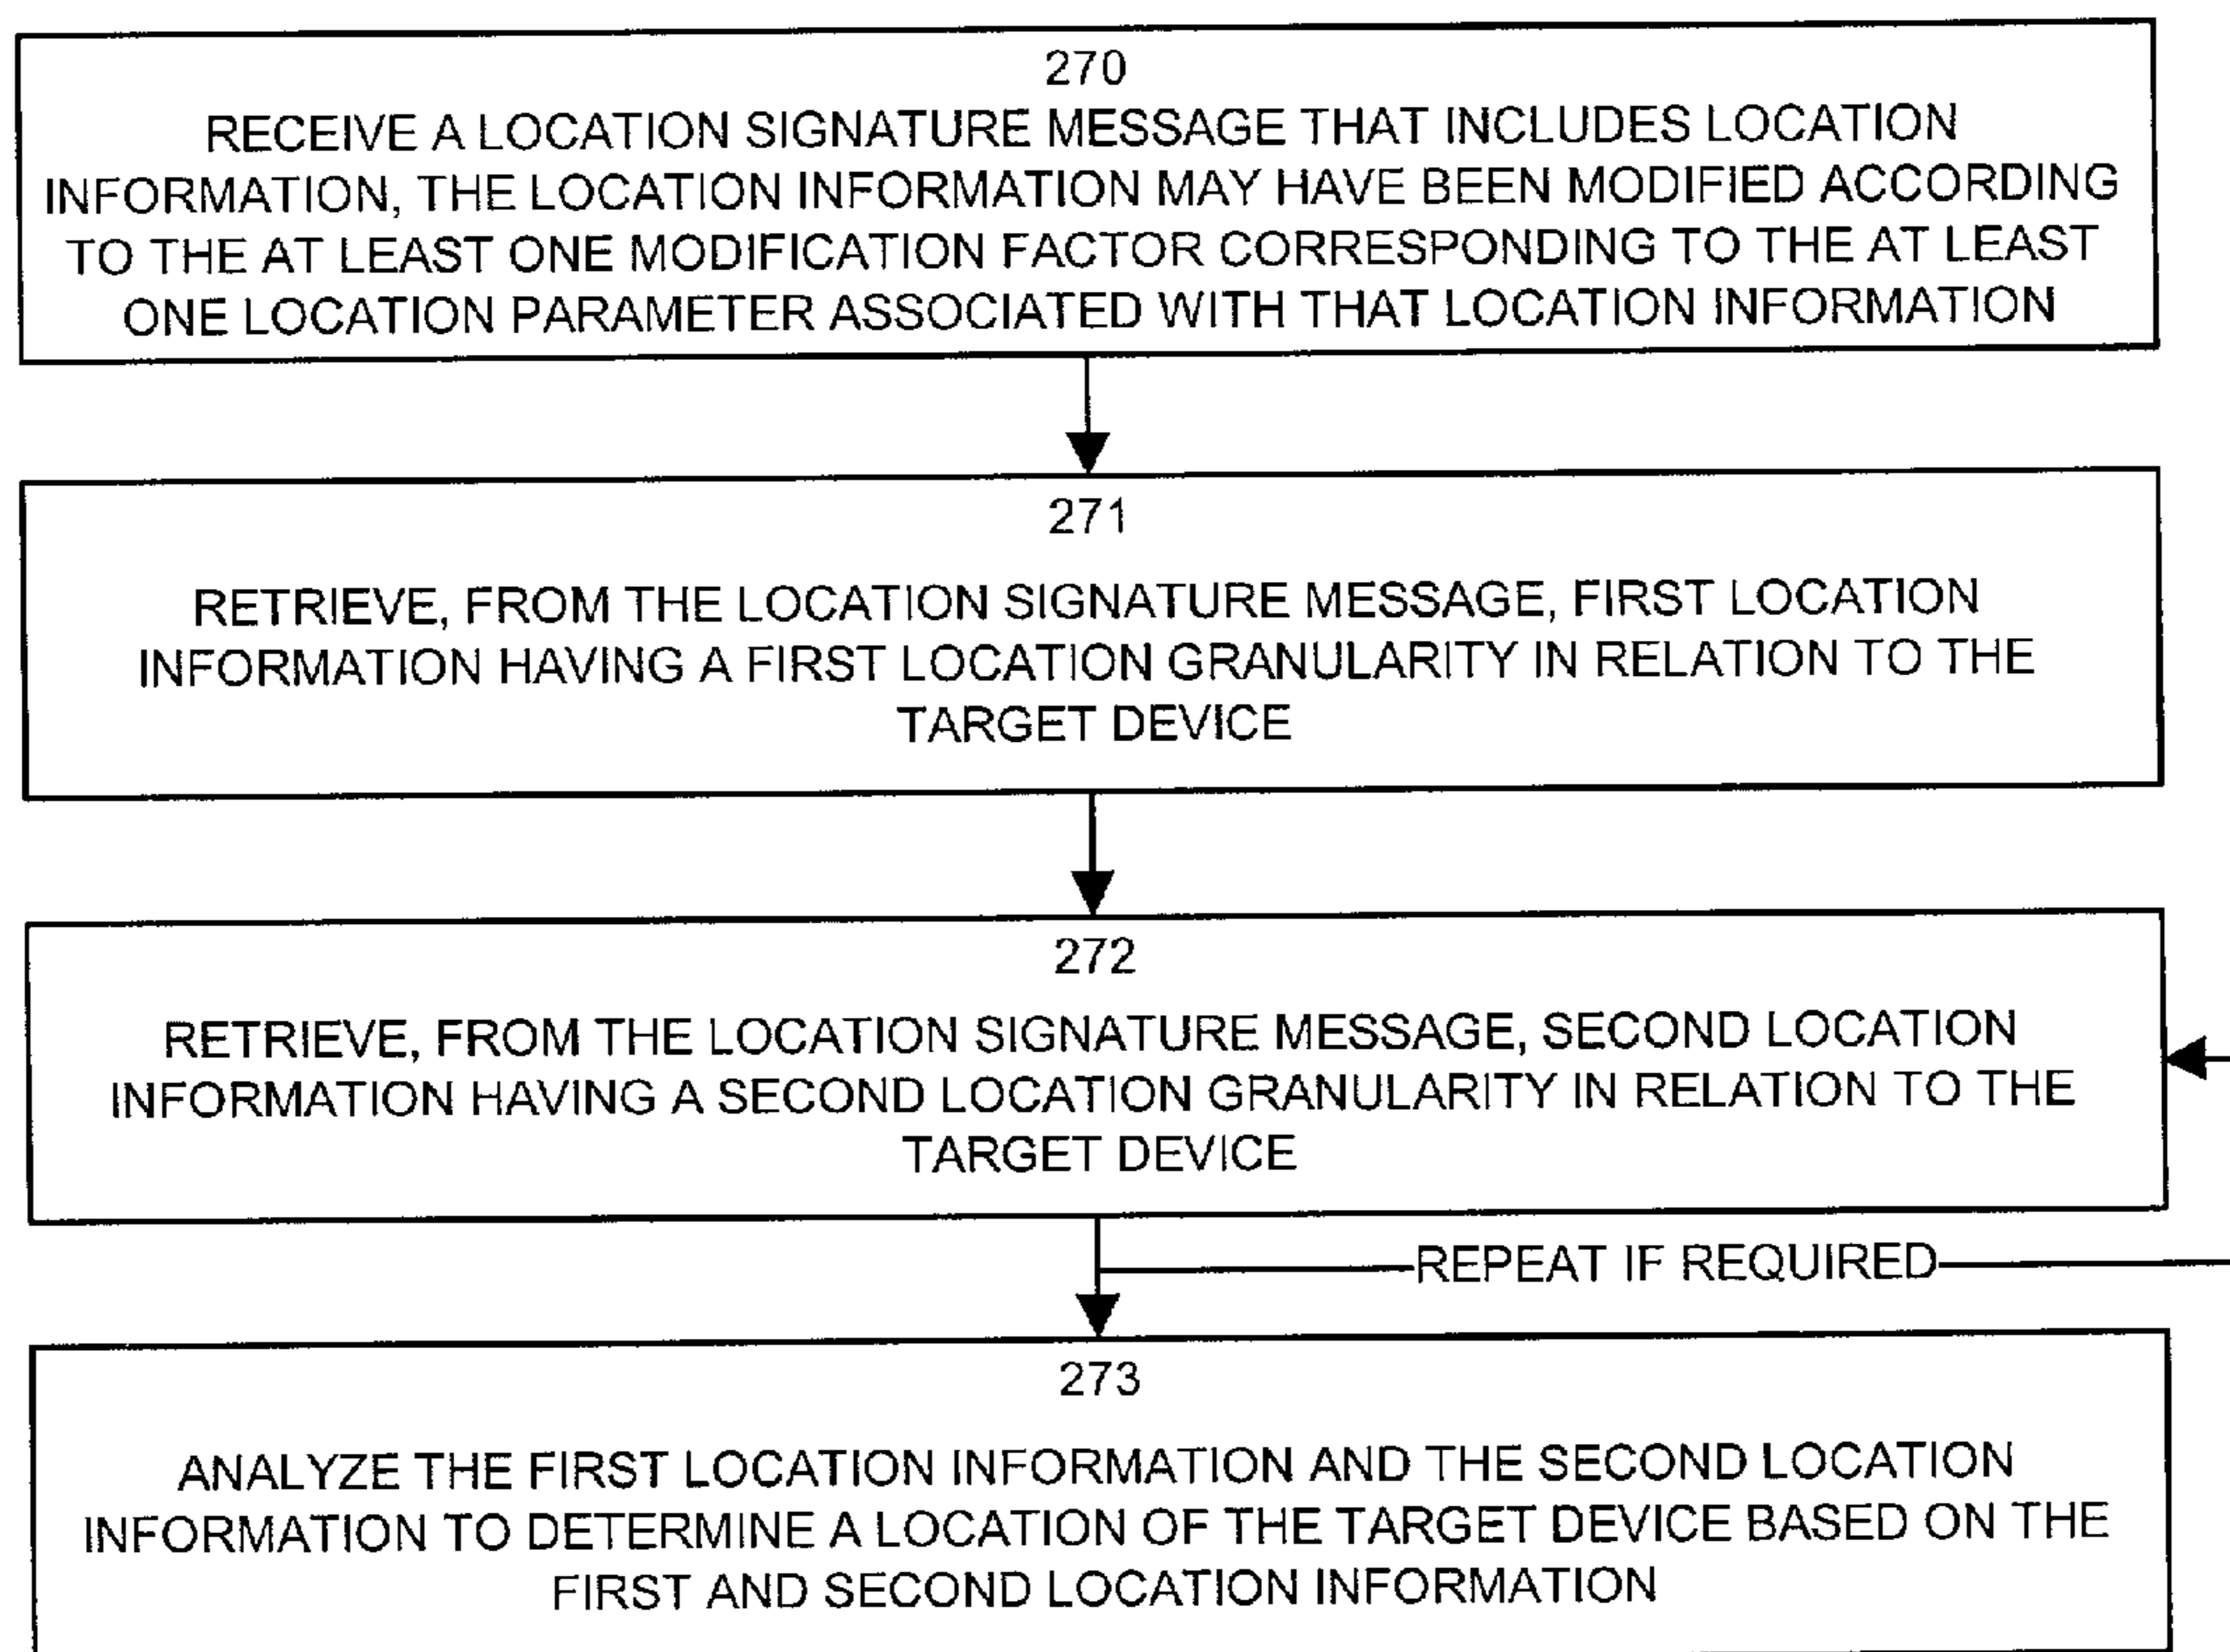 270
RECEIVE A LOCATION SIGNATURE MESSAGE THAT INCLUDES LOCATION
INFORMATION, THE LOCATION INFORMATION MAY HAVE BEEN MODIFIED ACCORDING
TO THE AT LEAST ONE MODIFICATION FACTOR CORRESPONDING TO THE AT LEAST
ONE LOCATION PARAMETER ASSOCIATED WITH THAT LOCATION INFORMATION
271
RETRIEVE, FROM THE LOCATION SIGNATURE MESSAGE, FIRST LOCATION
INFORMATION HAVING A FIRST LOCATION GRANULARITY IN RELATION TO THE
TARGET DEVICE
272
RETRIEVE, FROM THE LOCATION SIGNATURE MESSAGE, SECOND LOCATION
INFORMATION HAVING A SECOND LOCATION GRANULARITY IN RELATION TO THE
TARGET DEVICE
REPEAT IF REQUIRED
273
ANALYZE THE FIRST LOCATION INFORMATION AND THE SECOND LOCATION
INFORMATION TO DETERMINE A LOCATION OF THE TARGET DEVICE BASED ON THE
FIRST AND SECOND LOCATION INFORMATION